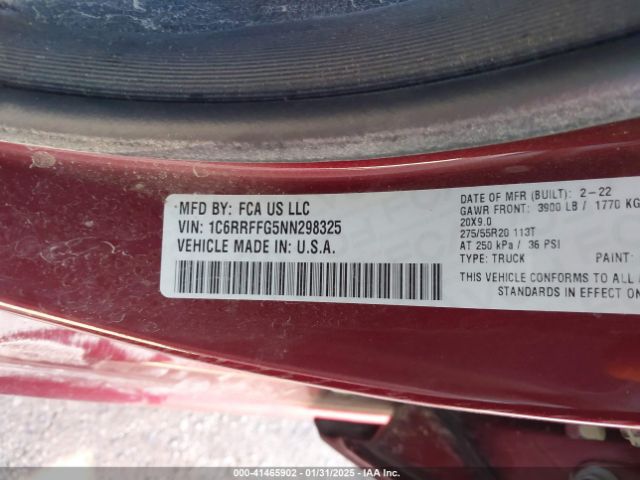 MFD BY: FCA US LLC
VIN: 1C6RRFFG5NN298325
VEHICLE MADE IN: U.S.A.
DATE OF MFR (BUILT): 2-22
GAWR FRONT: 3900 LB / 1770 KG
20X9.0
275/55R20 113T
AT 250 kPa / 36 PSI
TYPE: TRUCK PAINT:
THIS VEHICLE CONFORMS TO ALL
STANDARDS IN EFFECT ON
000-41465902 - 01/31/2025 - IAA Inc.